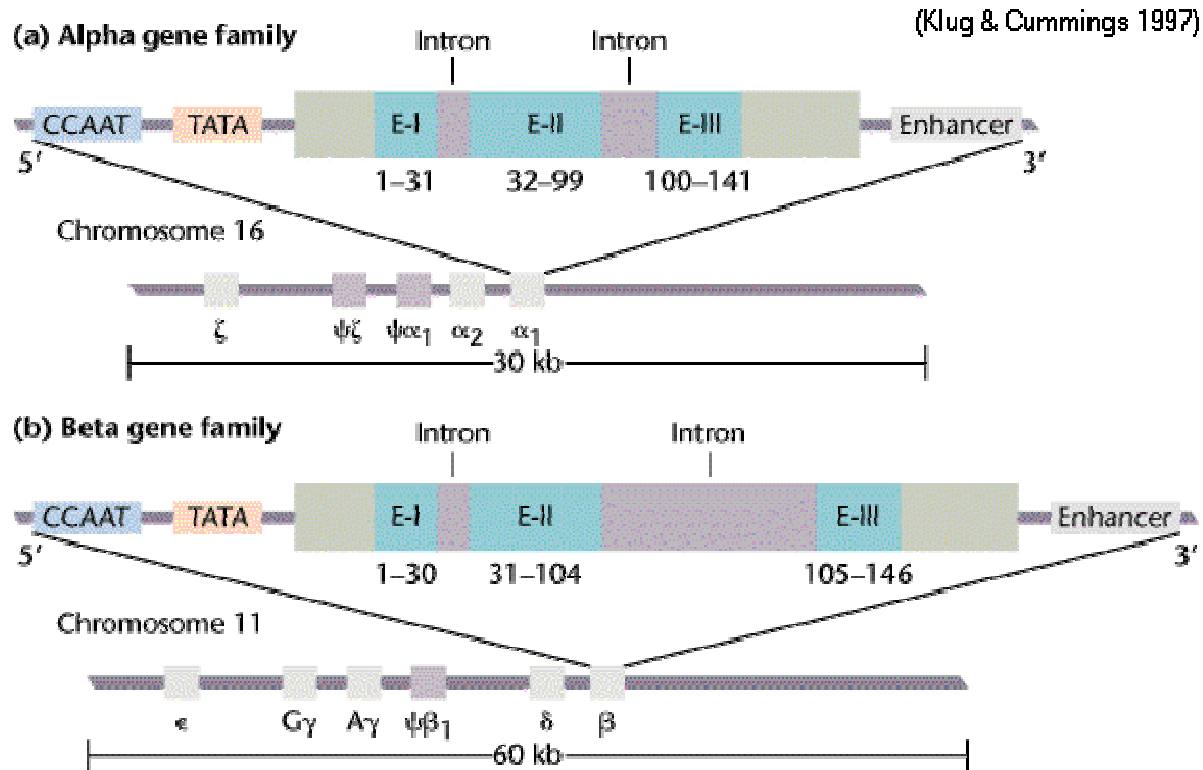 (Klug & Cummings 1997)
(a) Alpha gene family
Intron Intron
CCAAT TATA E-I E-II E-III Enhancer
5′ 3′
1–31 32–99 100–141
Chromosome 16
ζ ψζ ψα1 α2 α1
30 kb
(b) Beta gene family
Intron Intron
CCAAT TATA E-I E-II E-III Enhancer
5′ 3′
1–30 31–104 105–146
Chromosome 11
ϵ Gγ Aγ ψβ1 δ β
60 kb